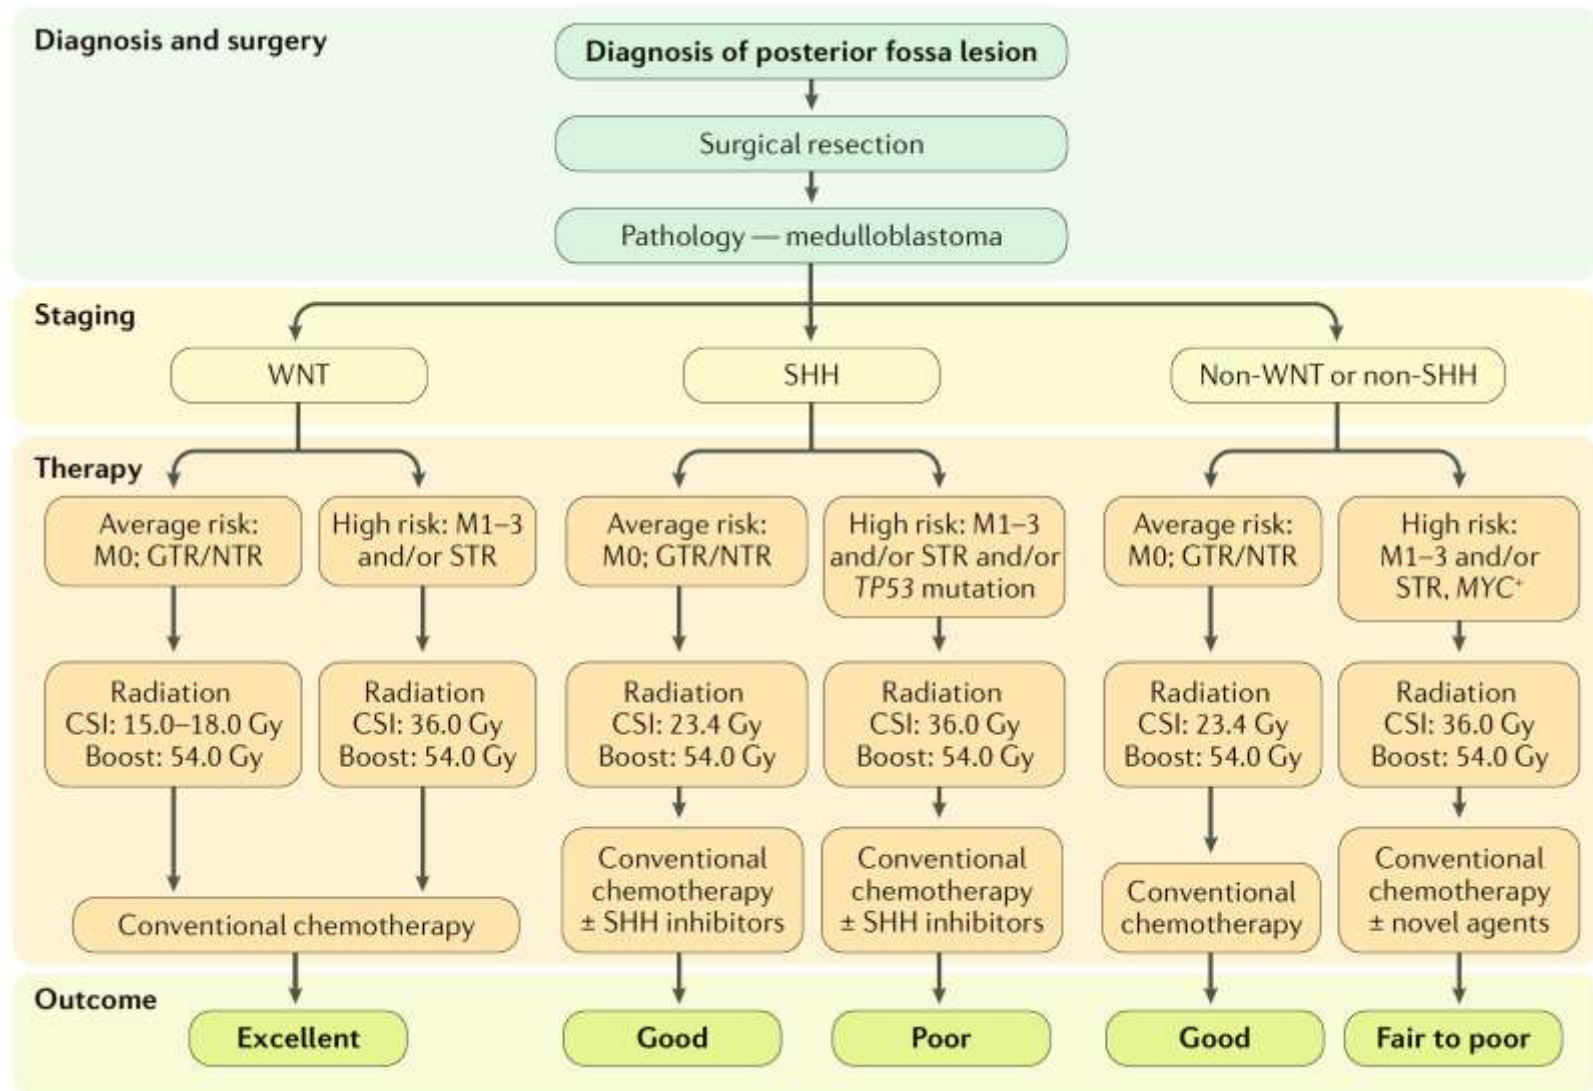 Diagnosis and surgery
Diagnosis of posterior fossa lesion
Surgical resection
Pathology — medulloblastoma
Staging
WNT
SHH
Non-WNT or non-SHH
Therapy
Average risk:
M0; GTR/NTR
High risk: M1–3
and/or STR
Average risk:
M0; GTR/NTR
High risk: M1–3
and/or STR and/or
TP53 mutation
Average risk:
M0; GTR/NTR
High risk:
M1–3 and/or
STR, MYC⁺
Radiation
CSI: 15.0–18.0 Gy
Boost: 54.0 Gy
Radiation
CSI: 36.0 Gy
Boost: 54.0 Gy
Radiation
CSI: 23.4 Gy
Boost: 54.0 Gy
Radiation
CSI: 36.0 Gy
Boost: 54.0 Gy
Radiation
CSI: 23.4 Gy
Boost: 54.0 Gy
Radiation
CSI: 36.0 Gy
Boost: 54.0 Gy
Conventional chemotherapy
Conventional
chemotherapy
± SHH inhibitors
Conventional
chemotherapy
± SHH inhibitors
Conventional
chemotherapy
Conventional
chemotherapy
± novel agents
Outcome
Excellent
Good
Poor
Good
Fair to poor